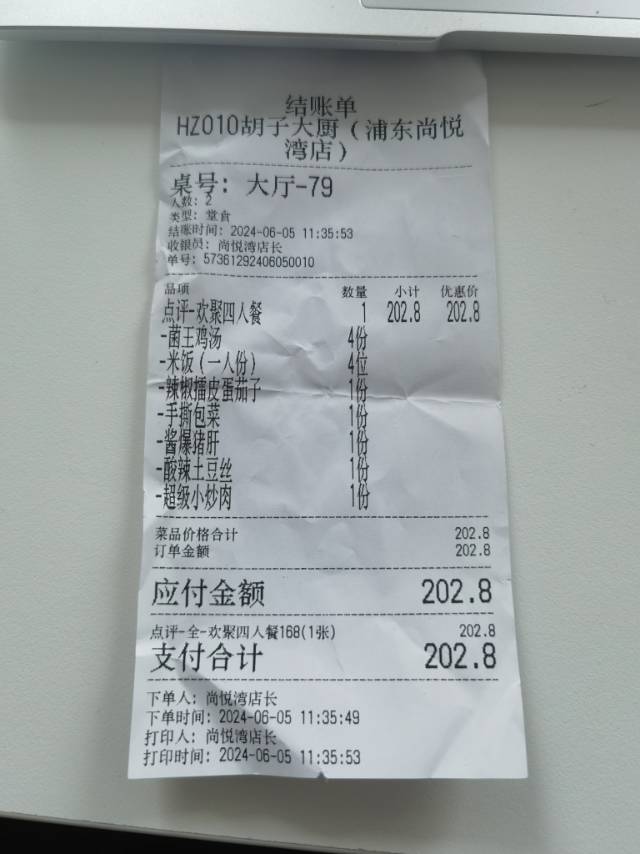 结账单
HZ010胡子大厨（浦东尚悦
湾店）
桌号：大厅-79
人数：2
类型：堂食
结账时间：2024-06-05 11:35:53
收银员：尚悦湾店长
单号：57361292406050010
品项 数量 小计 优惠价
点评-欢聚四人餐 1 202.8 202.8
-菌王鸡汤 4份
-米饭（一人份） 4位
-辣椒擂皮蛋茄子 1份
-手撕包菜 1份
-酱爆猪肝 1份
-酸辣土豆丝 1份
-超级小炒肉 1份
菜品价格合计 202.8
订单金额 202.8
应付金额 202.8
点评-全-欢聚四人餐168(1张) 202.8
支付合计 202.8
下单人：尚悦湾店长
下单时间：2024-06-05 11:35:49
打印人：尚悦湾店长
打印时间：2024-06-05 11:35:53